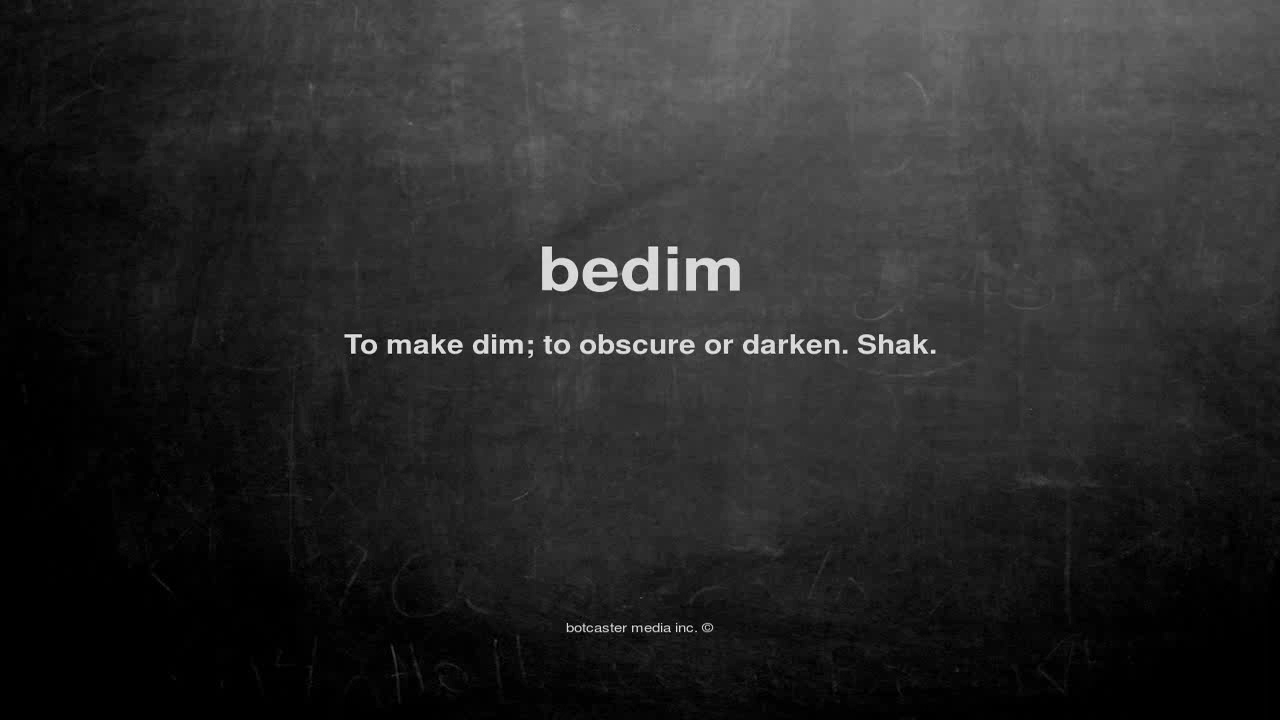 bedim
To make dim; to obscure or darken. Shak.
botcaster media inc. ©